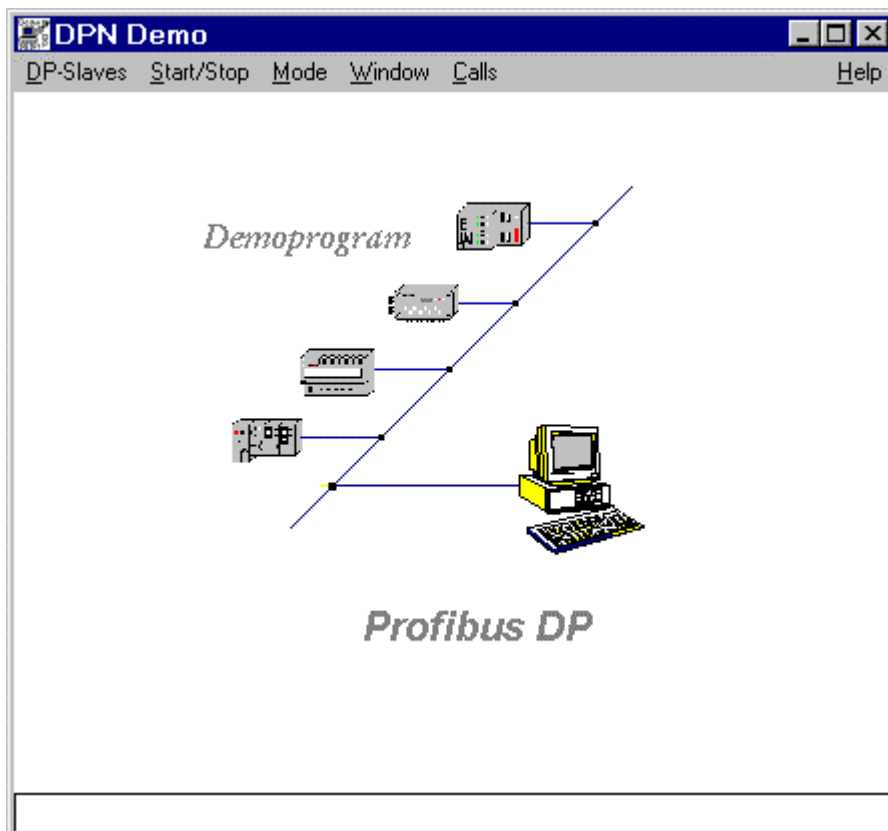 DPN Demo
DP-Slaves Start/Stop Mode Window Calls Help
Demoprogram
Profibus DP